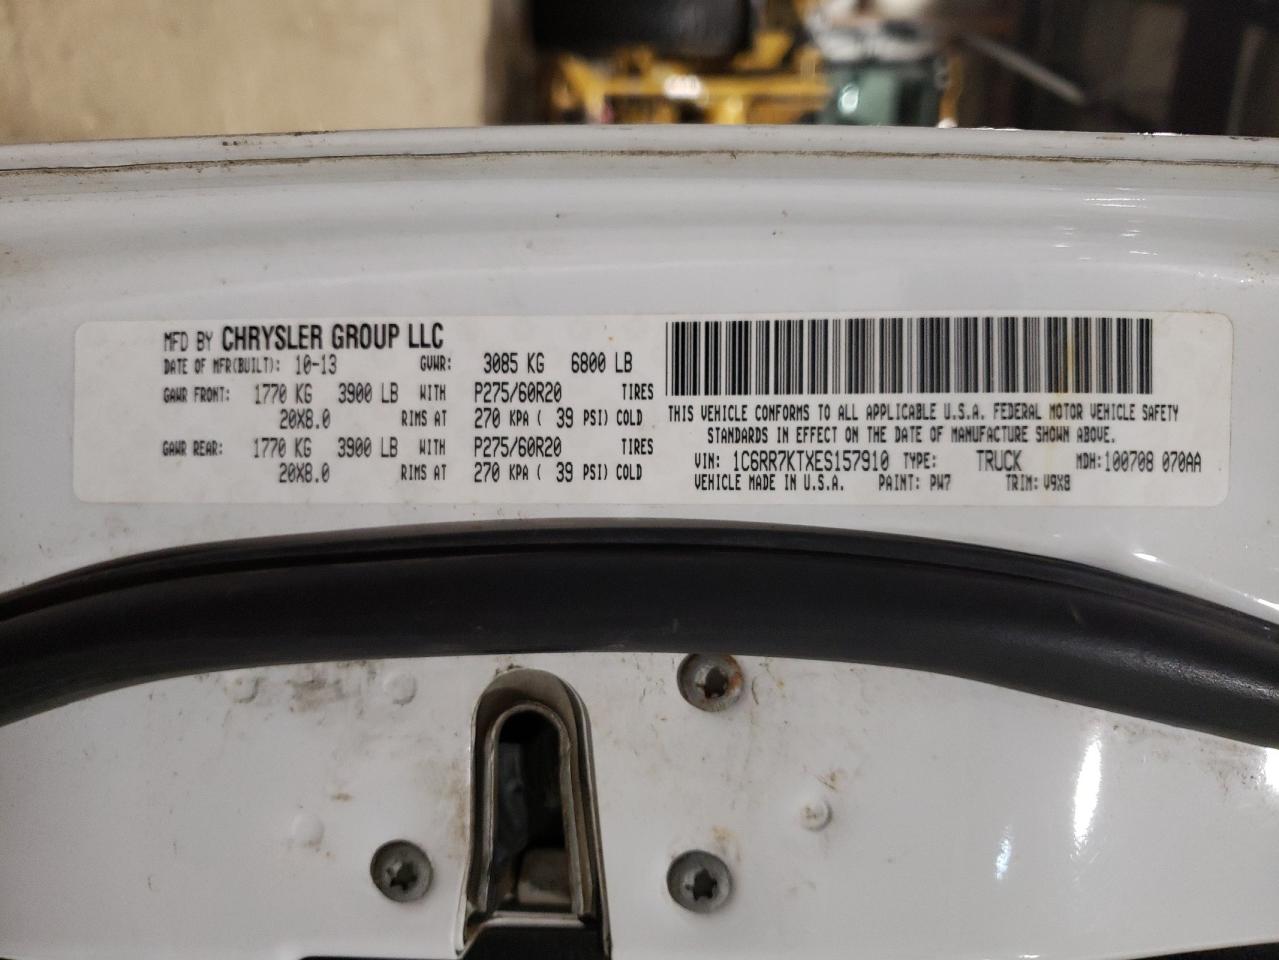 MFD BY CHRYSLER GROUP LLC
DATE OF MFR(BUILT): 10-13 GVWR: 3085 KG 6800 LB
GAWR FRONT: 1770 KG 3900 LB WITH P275/60R20 TIRES
20X8.0 RIMS AT 270 KPA ( 39 PSI) COLD
GAWR REAR: 1770 KG 3900 LB WITH P275/60R20 TIRES
20X8.0 RIMS AT 270 KPA ( 39 PSI) COLD
THIS VEHICLE CONFORMS TO ALL APPLICABLE U.S.A. FEDERAL MOTOR VEHICLE SAFETY
STANDARDS IN EFFECT ON THE DATE OF MANUFACTURE SHOWN ABOVE.
VIN: 1C6RR7KTXES157910 TYPE: TRUCK MDH: 100708 070AA
VEHICLE MADE IN U.S.A. PAINT: PW7 TRIM: V9X8